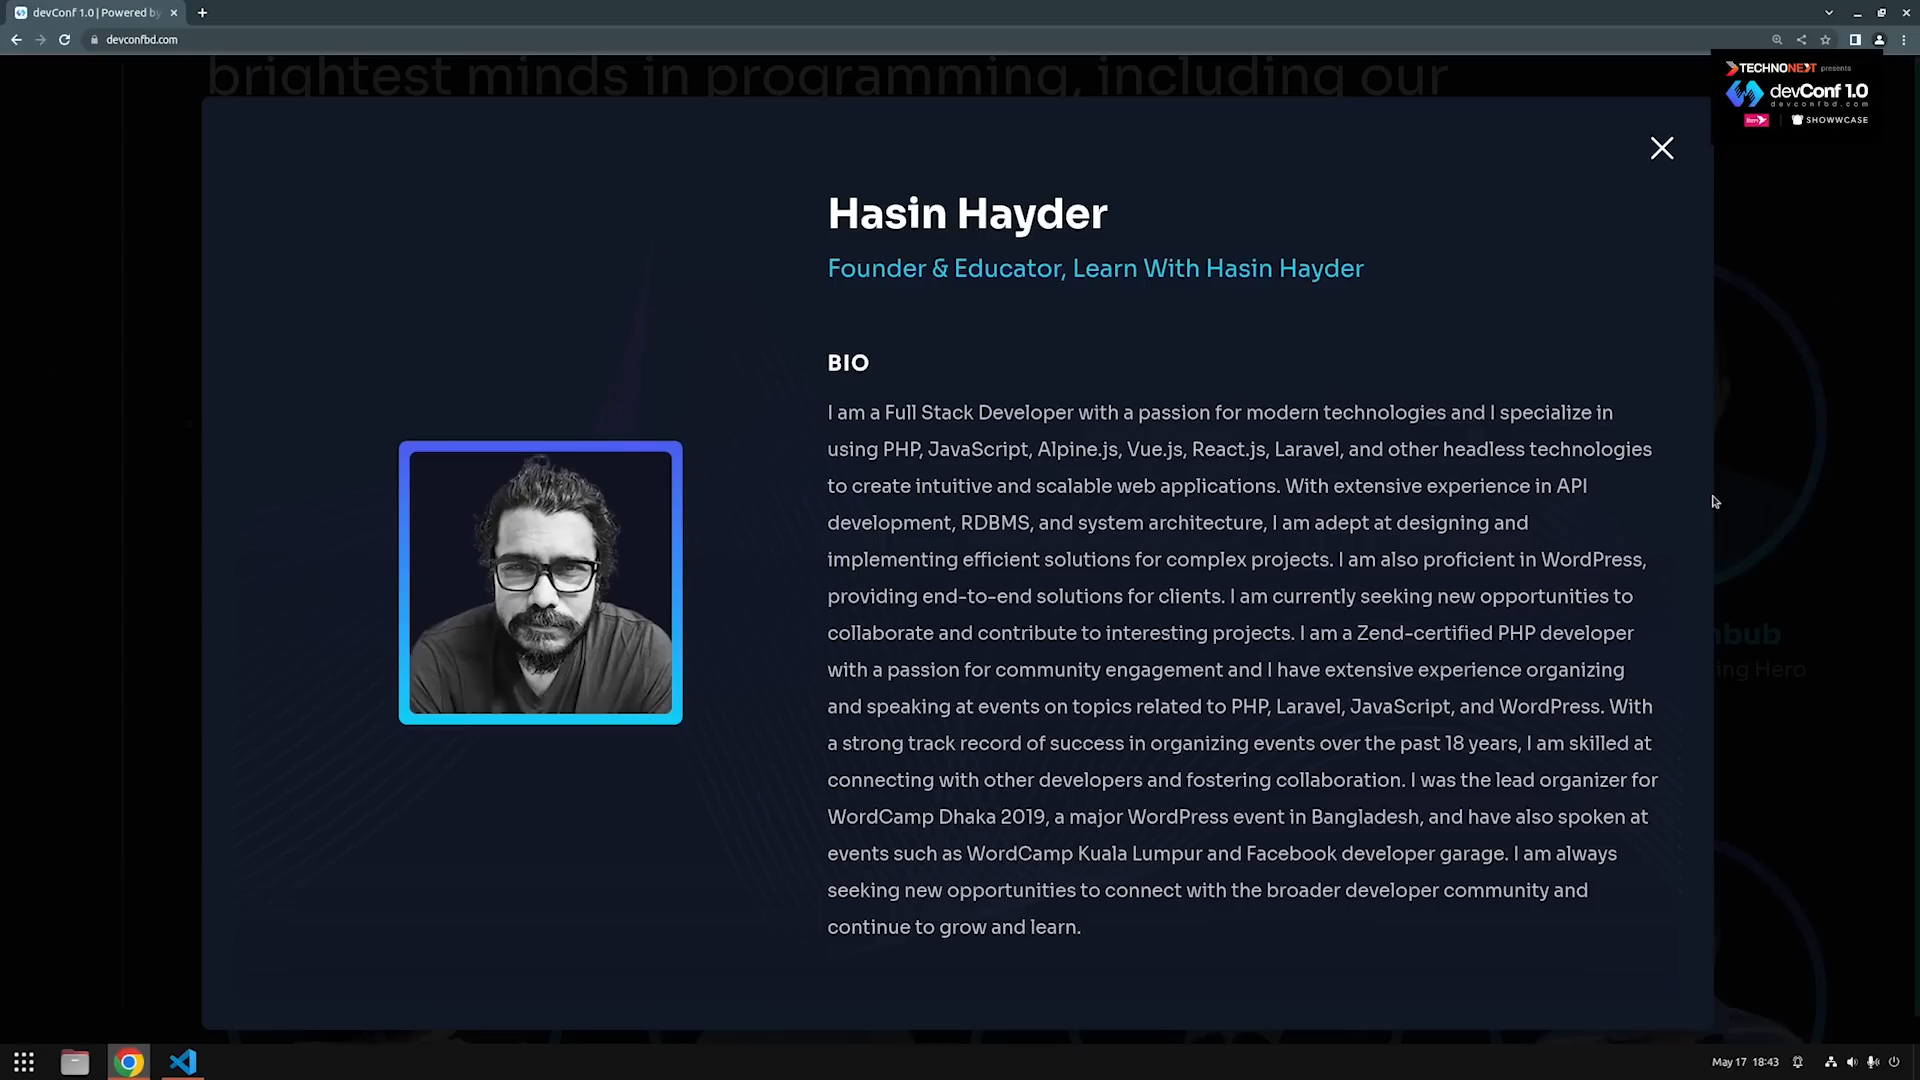 devConf 1.0 | Powered by
devconfbd.com
brightest minds in programming, including our
TECHNONEXT presents
devConf 1.0
devconfbd.com
SHOWWCASE
Hasin Hayder
Founder & Educator, Learn With Hasin Hayder
BIO
I am a Full Stack Developer with a passion for modern technologies and I specialize in
using PHP, JavaScript, Alpine.js, Vue.js, React.js, Laravel, and other headless technologies
to create intuitive and scalable web applications. With extensive experience in API
development, RDBMS, and system architecture, I am adept at designing and
implementing efficient solutions for complex projects. I am also proficient in WordPress,
providing end-to-end solutions for clients. I am currently seeking new opportunities to
collaborate and contribute to interesting projects. I am a Zend-certified PHP developer
with a passion for community engagement and I have extensive experience organizing
and speaking at events on topics related to PHP, Laravel, JavaScript, and WordPress. With
a strong track record of success in organizing events over the past 18 years, I am skilled at
connecting with other developers and fostering collaboration. I was the lead organizer for
WordCamp Dhaka 2019, a major WordPress event in Bangladesh, and have also spoken at
events such as WordCamp Kuala Lumpur and Facebook developer garage. I am always
seeking new opportunities to connect with the broader developer community and
continue to grow and learn.
bub
ing Hero
May 17 18:43